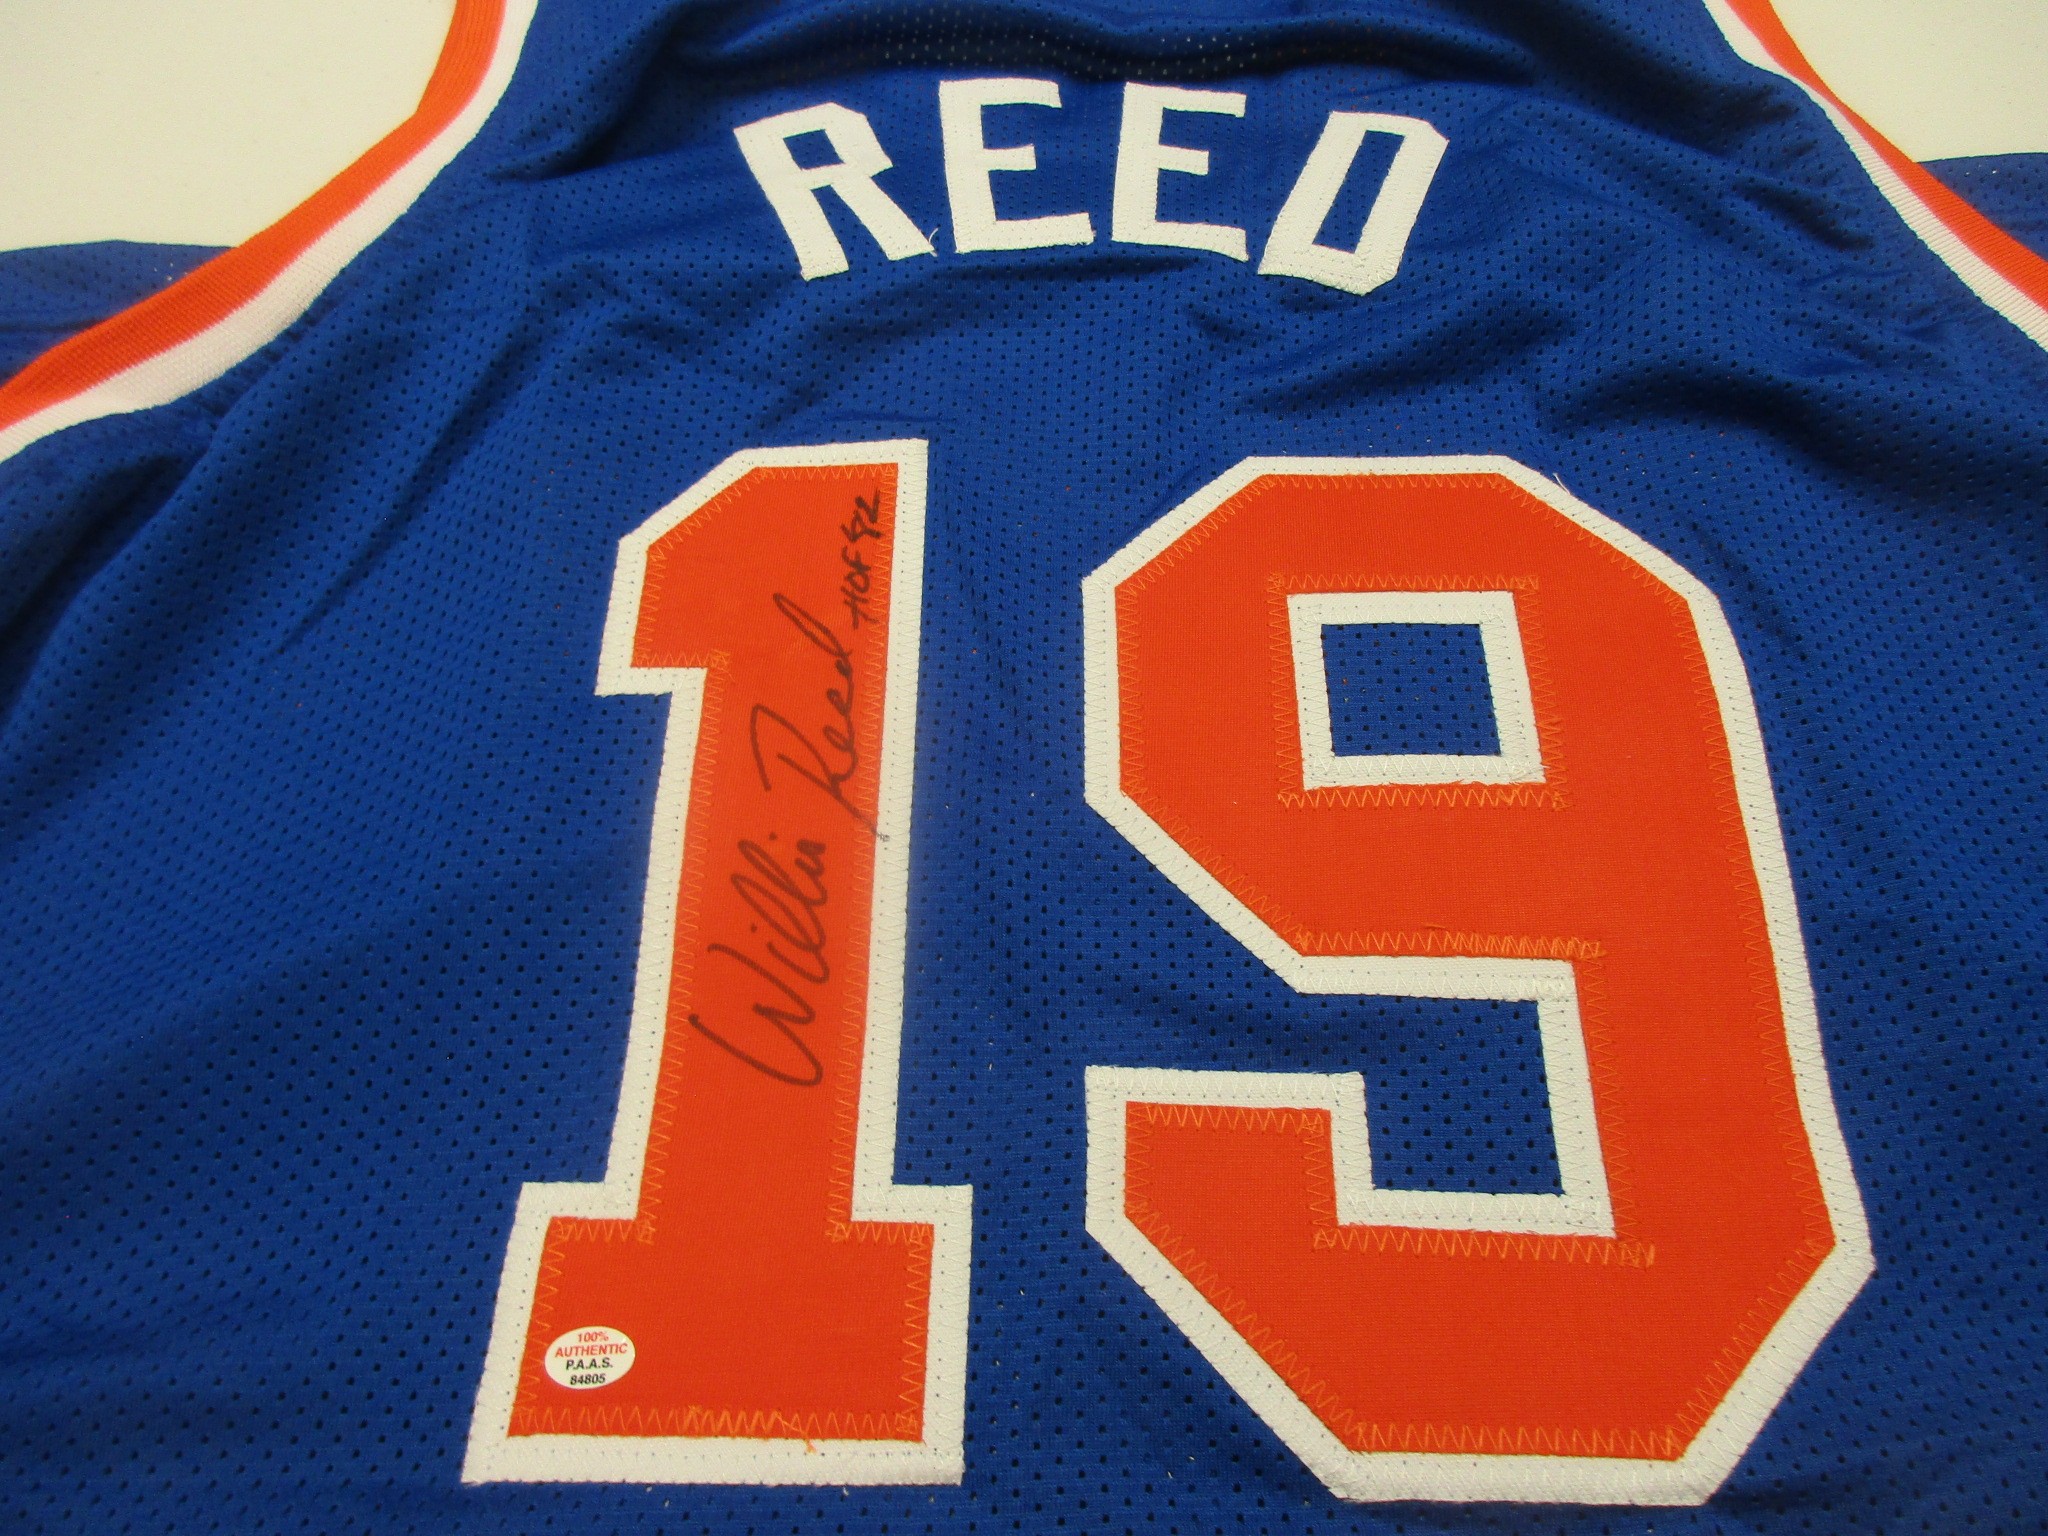 REED
19
Willis Reed HOF 82
100%
AUTHENTIC
P.A.A.S.
84805